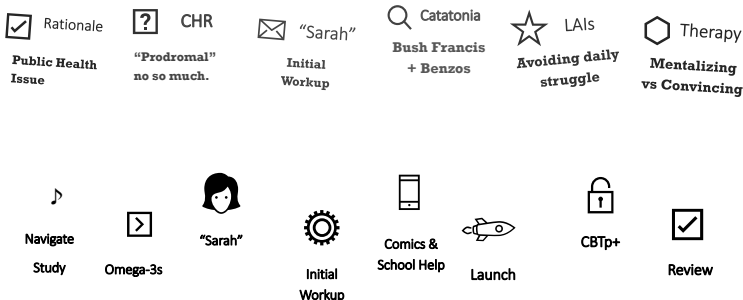 Rationale
Public Health
Issue
CHR
“Prodromal”
no so much.
“Sarah”
Initial
Workup
Catatonia
Bush Francis
+ Benzos
LAIs
Avoiding daily
struggle
Therapy
Mentalizing
vs Convincing
Navigate
Study
Omega-3s
“Sarah”
Initial
Workup
Comics &
School Help
Launch
CBTp+
Review